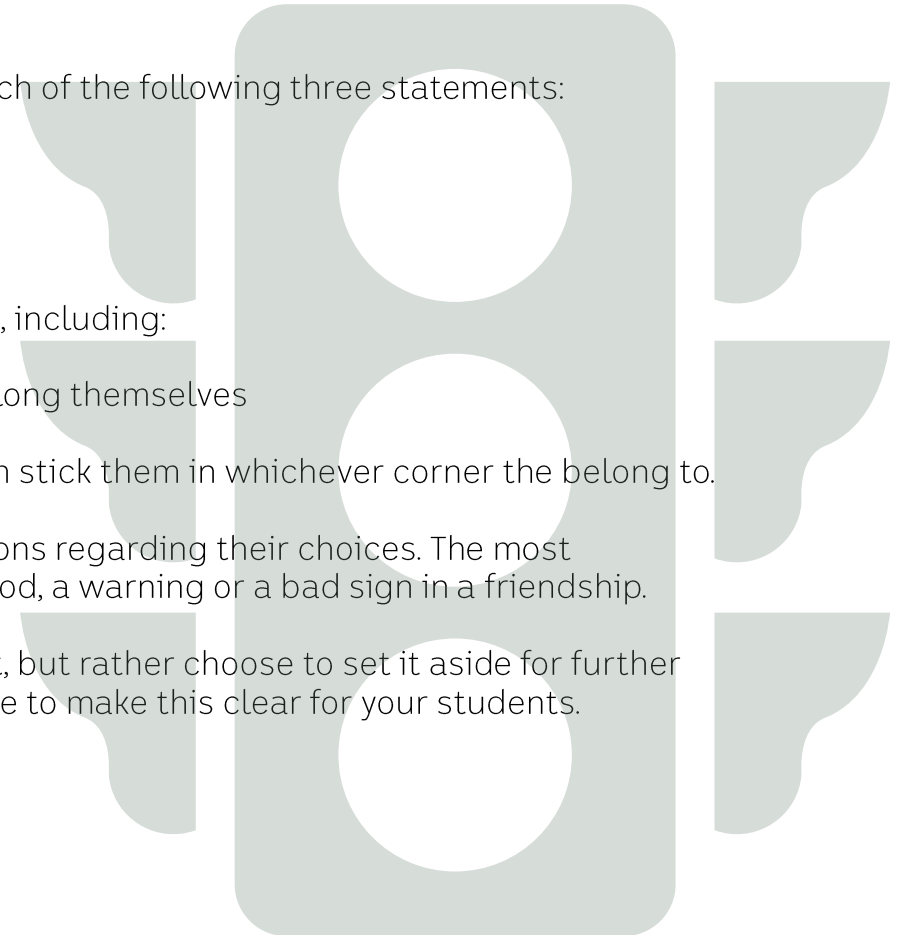 ch of the following three statements:
, including:
long themselves
n stick them in whichever corner the belong to.
ons regarding their choices. The most
od, a warning or a bad sign in a friendship.
, but rather choose to set it aside for further
e to make this clear for your students.